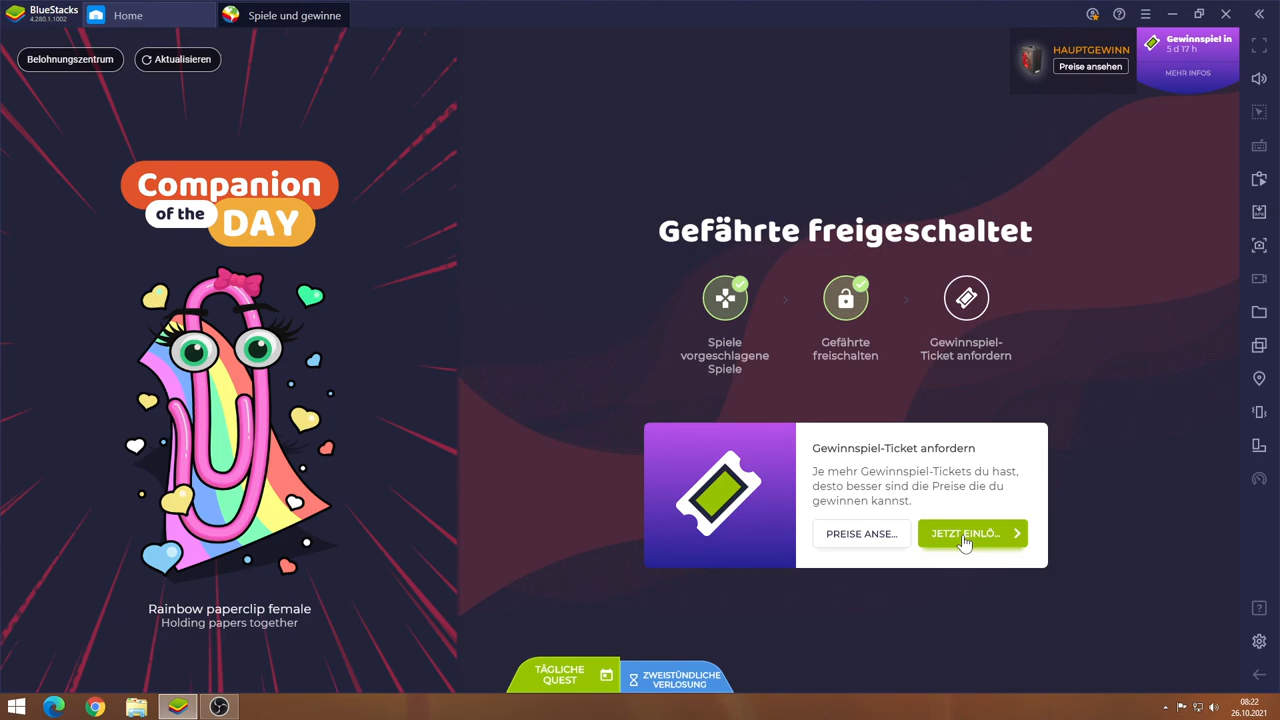 BlueStacks
4.280.1.1002
Home
Spiele und gewinne
Belohnungszentrum
Aktualisieren
HAUPTGEWINN
Preise ansehen
Gewinnspiel in
5 d 17 h
MEHR INFOS
Companion
of the DAY
Gefährte freigeschaltet
Spiele
vorgeschlagene
Spiele
Gefährte
freischalten
Gewinnspiel-
Ticket anfordern
Gewinnspiel-Ticket anfordern
Je mehr Gewinnspiel-Tickets du hast,
desto besser sind die Preise die du
gewinnen kannst.
PREISE ANSE...
JETZT EINLÖ...
Rainbow paperclip female
Holding papers together
TÄGLICHE
QUEST
ZWEISTÜNDLICHE
VERLOSUNG
08:22
26.10.2021